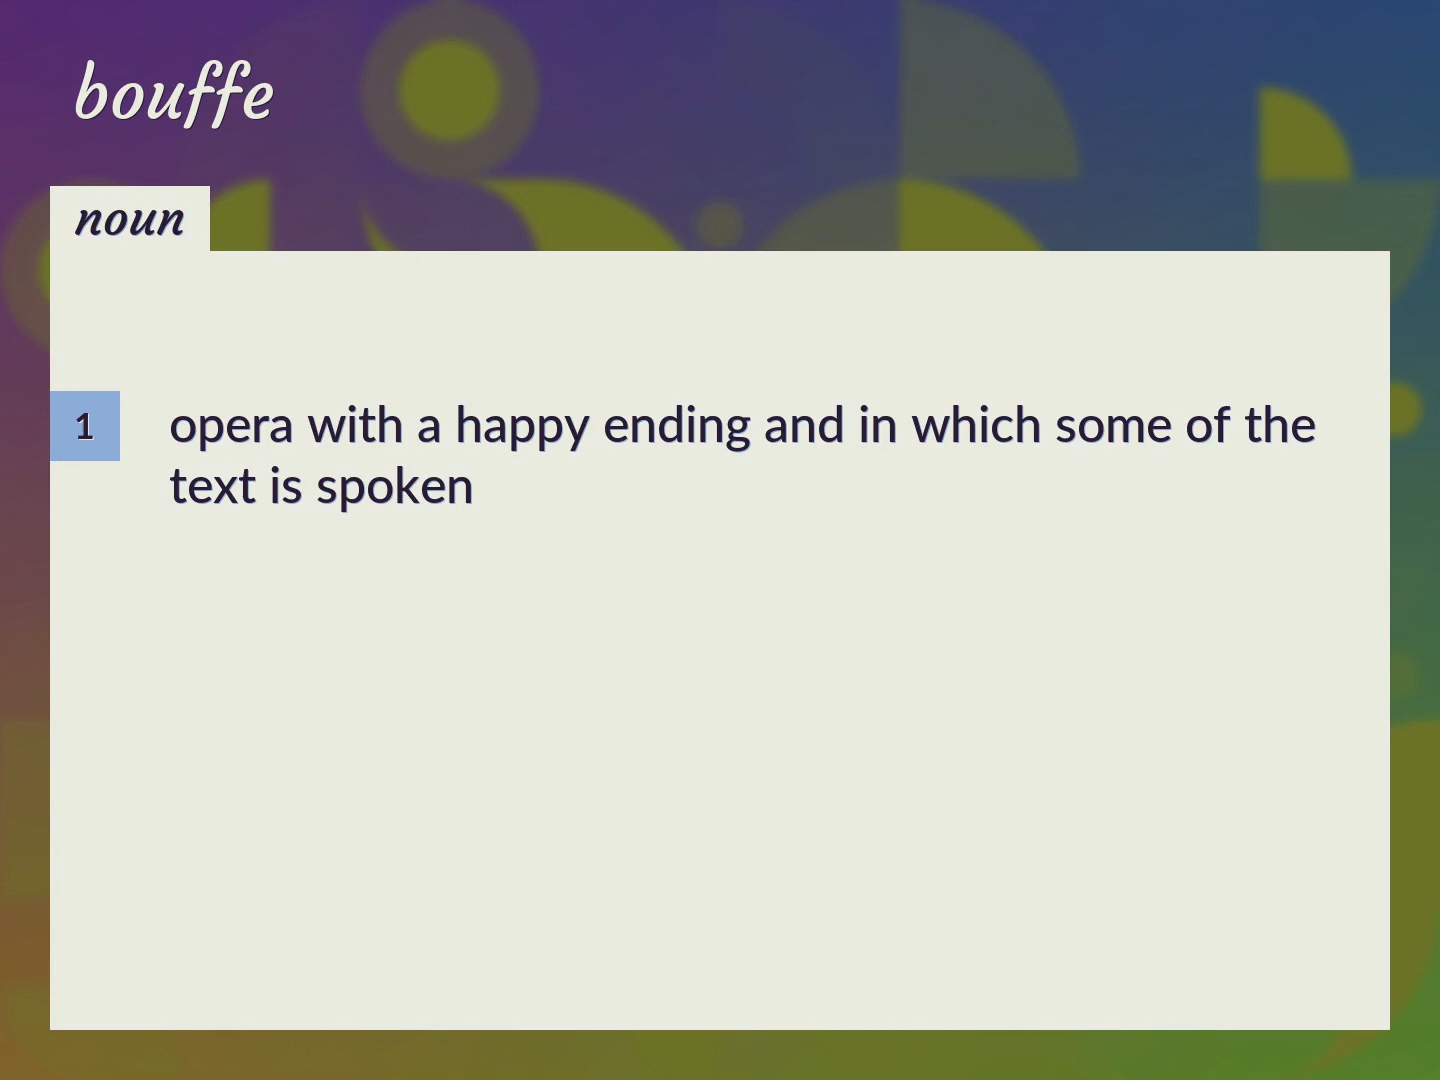 bouffe
noun
1
opera with a happy ending and in which some of the
text is spoken